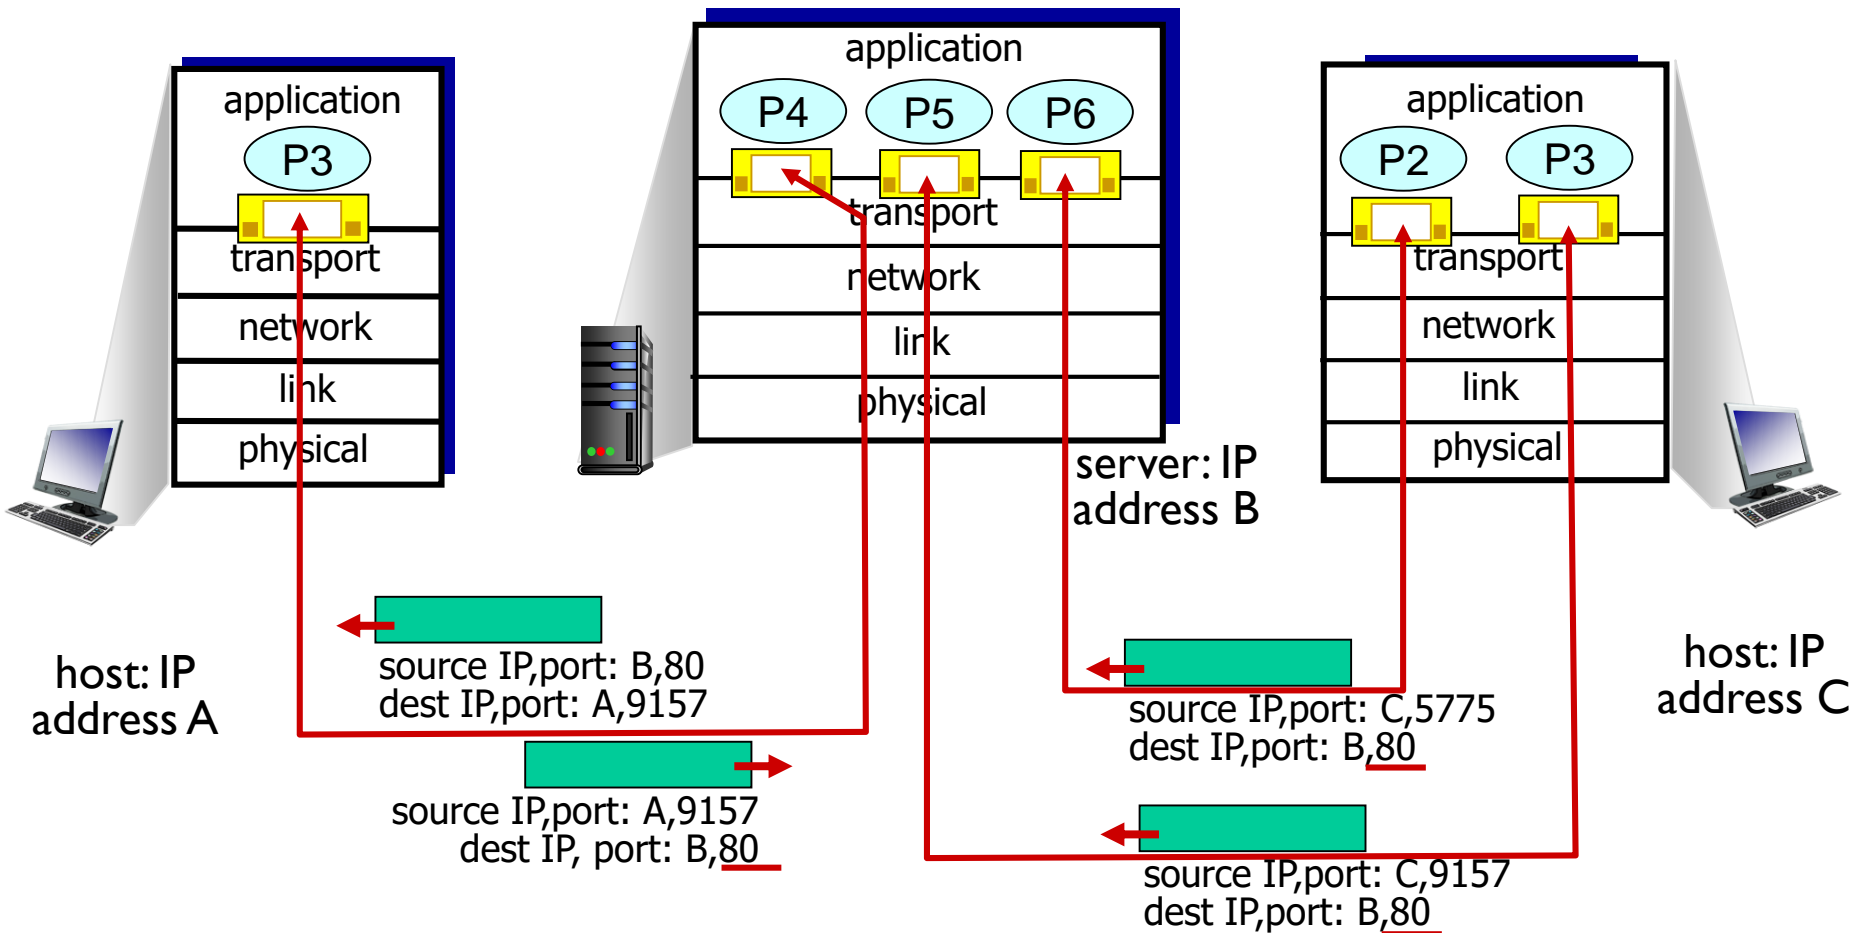 application
P3
transport
network
link
physical
host: IP
address A
application
P4 P5 P6
transport
network
link
physical
server: IP
address B
application
P2 P3
transport
network
link
physical
host: IP
address C
source IP,port: B,80
dest IP,port: A,9157
source IP,port: A,9157
dest IP, port: B,80
source IP,port: C,5775
dest IP,port: B,80
source IP,port: C,9157
dest IP,port: B,80